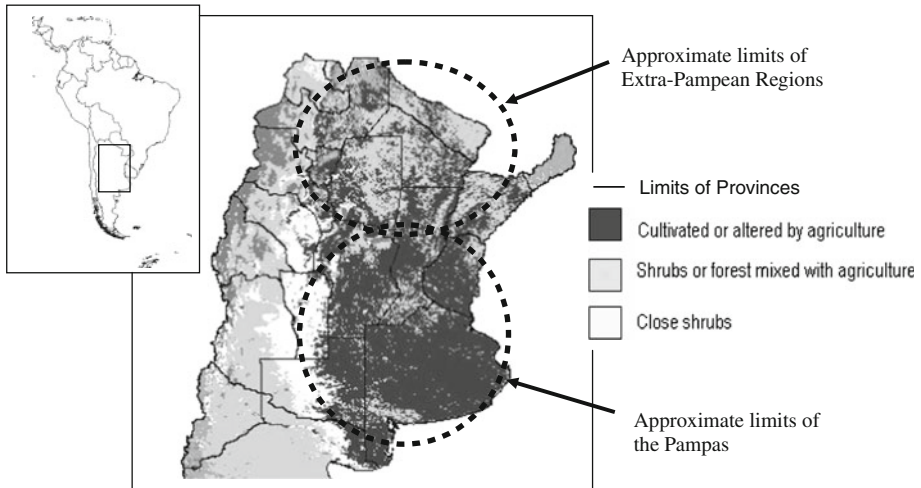 Approximate limits of
Extra-Pampean Regions
Limits of Provinces
Cultivated or altered by agriculture
Shrubs or forest mixed with agriculture
Close shrubs
Approximate limits of
the Pampas